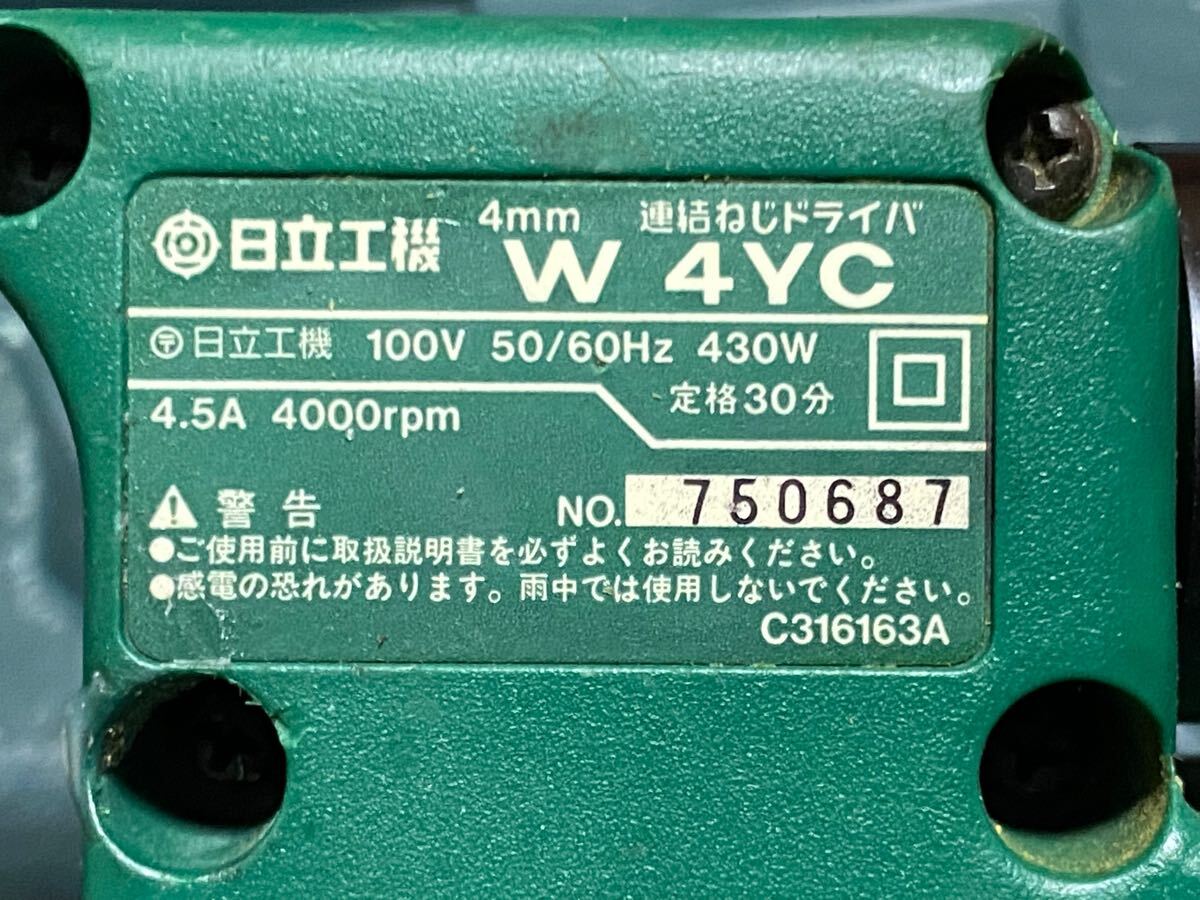 日立工機 4mm 連結ねじドライバ
W 4YC
〒 日立工機 100V 50/60Hz 430W
定格30分
4.5A 4000rpm
警告 NO. 750687
●ご使用前に取扱説明書を必ずよくお読みください。
●感電の恐れがあります。雨中では使用しないでください。
C316163A